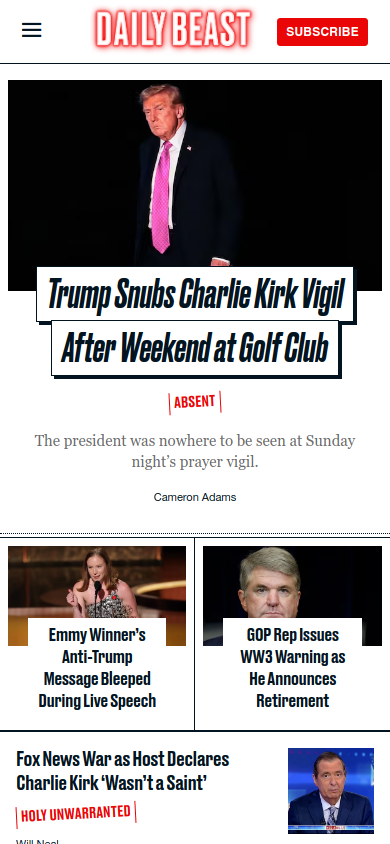 DAILY BEAST
SUBSCRIBE
Trump Snubs Charlie Kirk Vigil
After Weekend at Golf Club
ABSENT
The president was nowhere to be seen at Sunday
night's prayer vigil.
Cameron Adams
Emmy Winner's
Anti-Trump
Message Bleeped
During Live Speech
GOP Rep Issues
WW3 Warning as
He Announces
Retirement
Fox News War as Host Declares
Charlie Kirk ‘Wasn’t a Saint’
HOLY UNWARRANTED